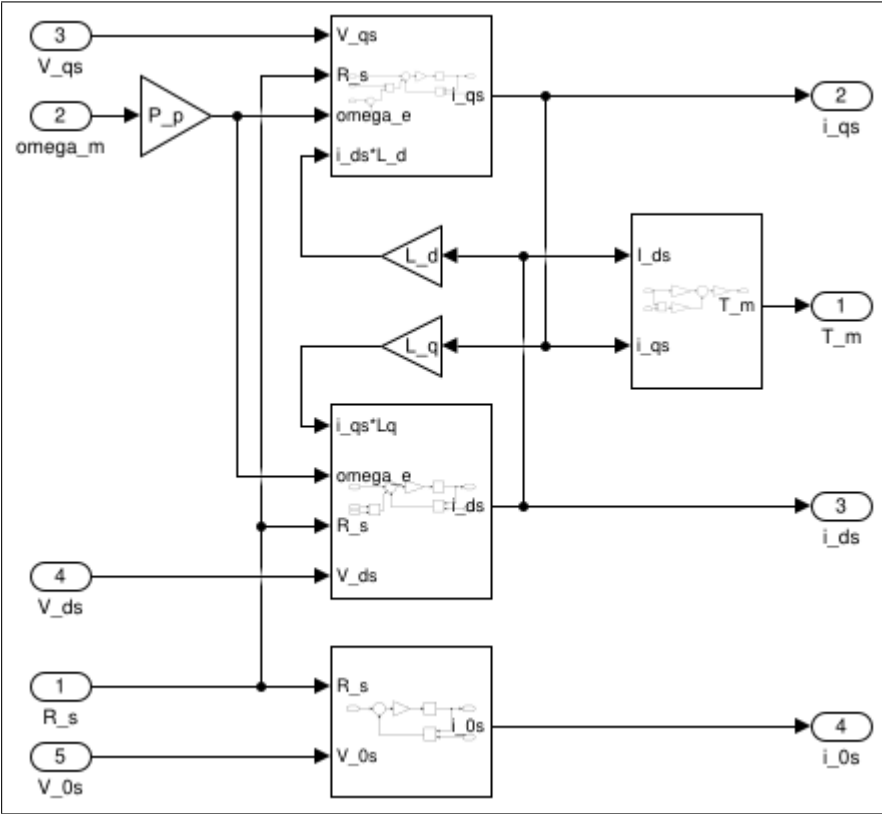 3
V_qs
2
omega_m
P_p
V_qs
R_s
omega_e
i_ds*L_d
i_qs
2
i_qs
L_d
L_q
I_ds
i_qs
T_m
1
T_m
i_qs*Lq
omega_e
R_s
V_ds
i_ds
3
i_ds
4
V_ds
1
R_s
5
V_0s
R_s
V_0s
i_0s
4
i_0s